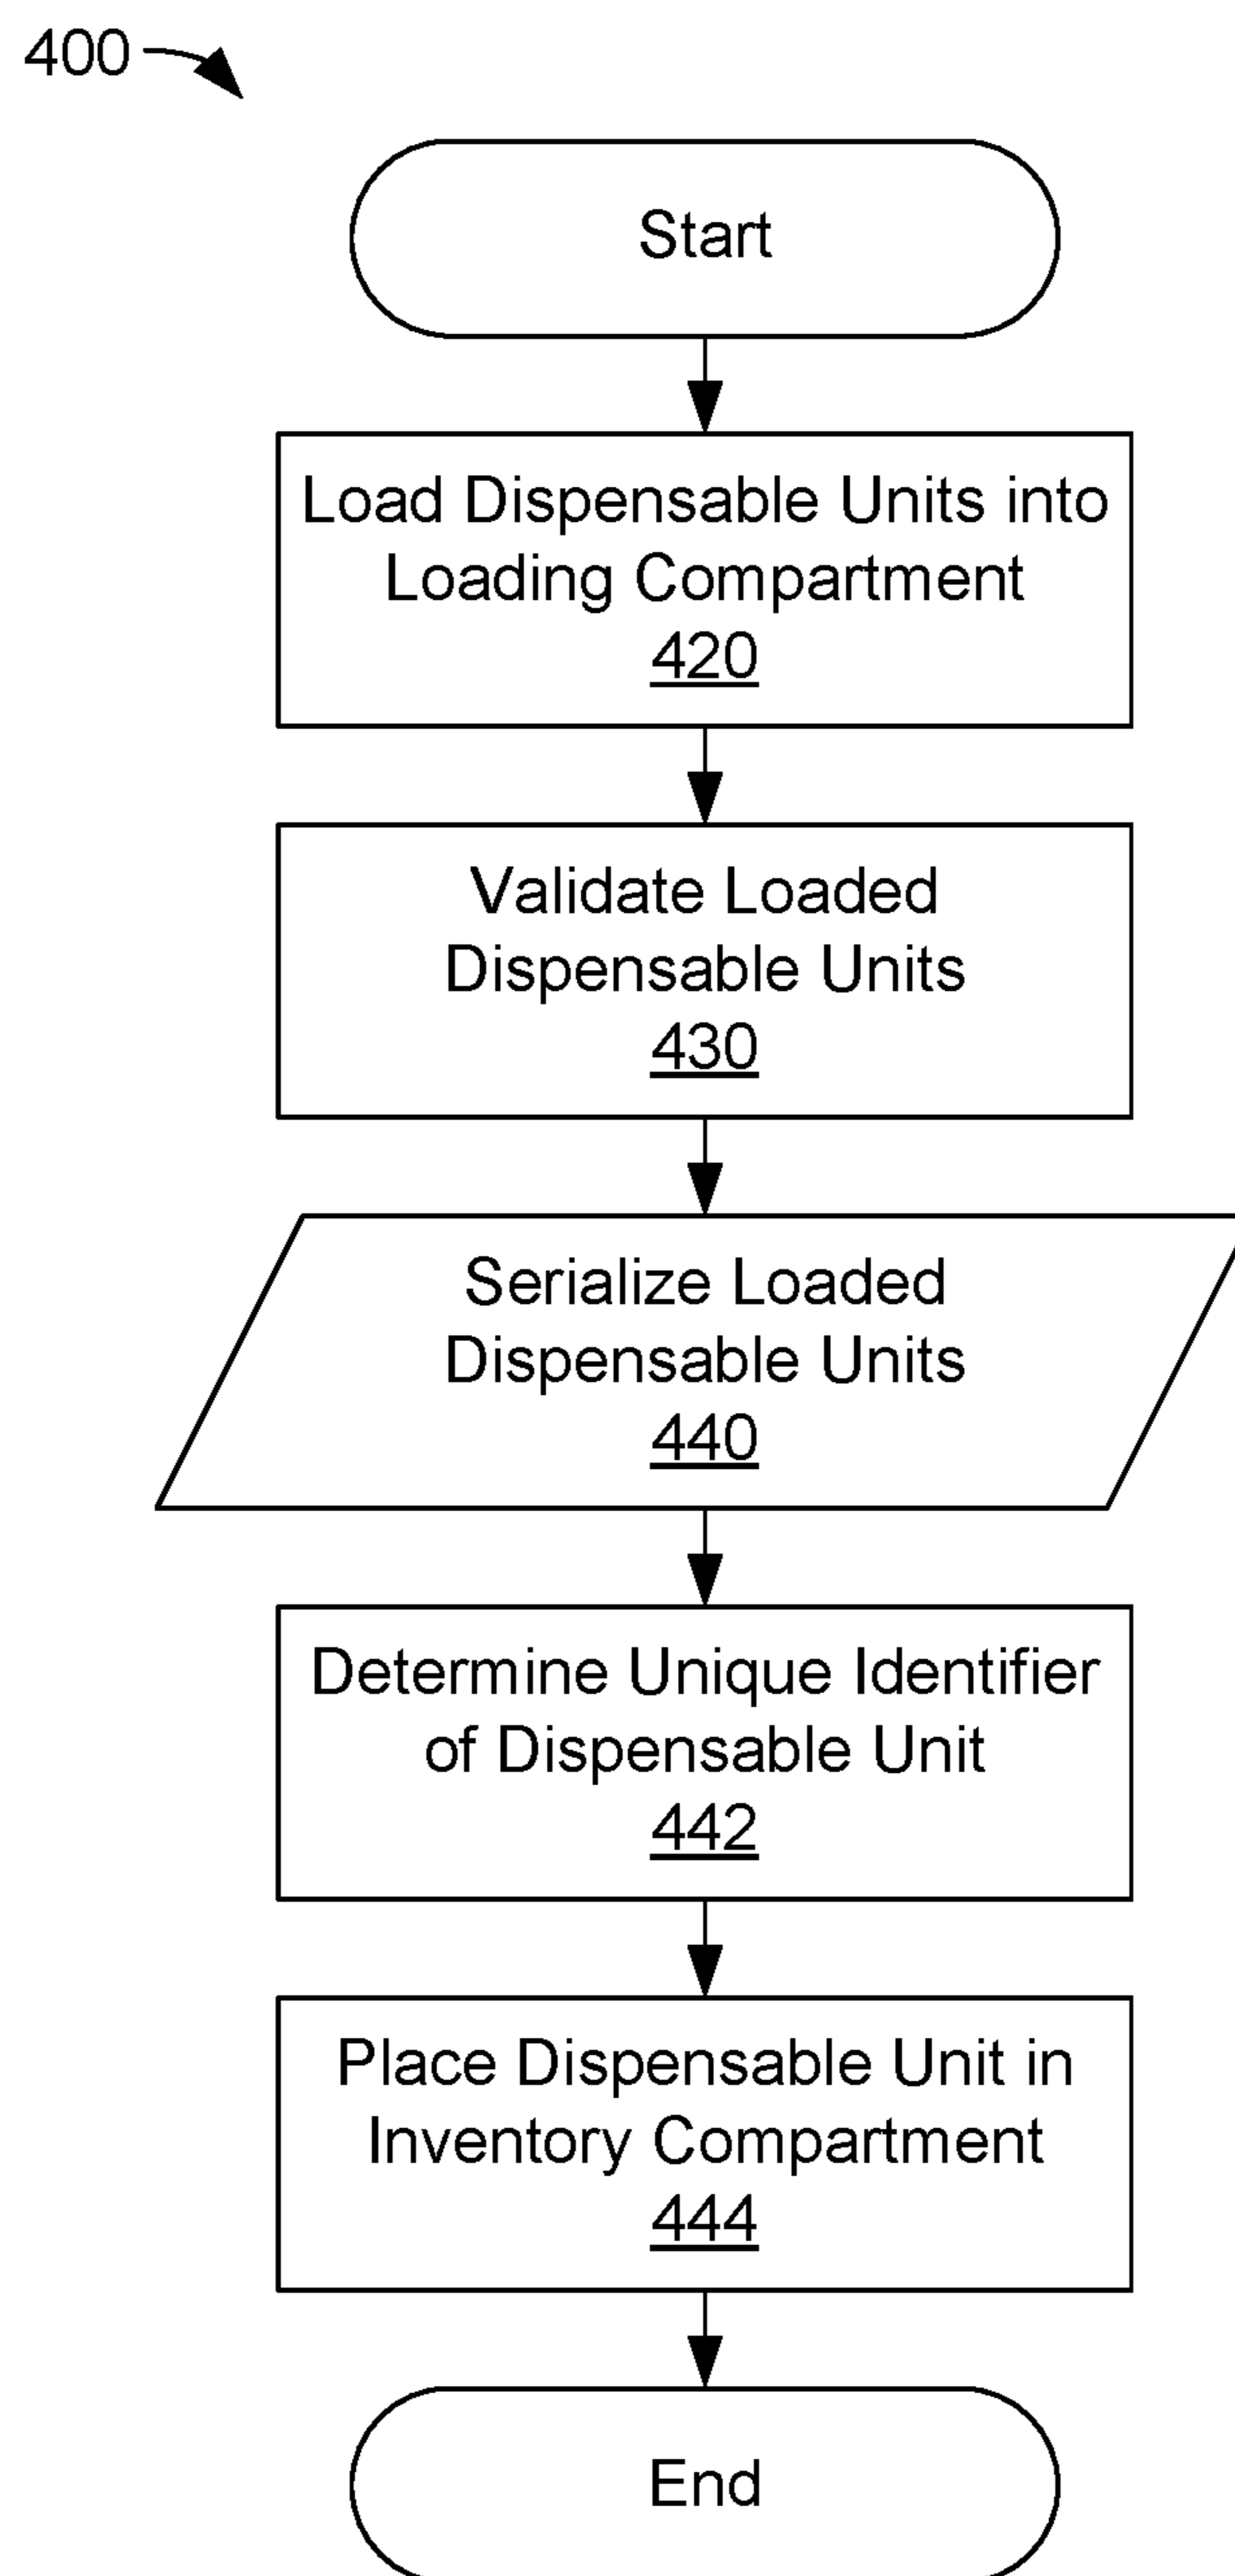 400
Start
Load Dispensable Units into
Loading Compartment
420
Validate Loaded
Dispensable Units
430
Serialize Loaded
Dispensable Units
440
Determine Unique Identifier
of Dispensable Unit
442
Place Dispensable Unit in
Inventory Compartment
444
End